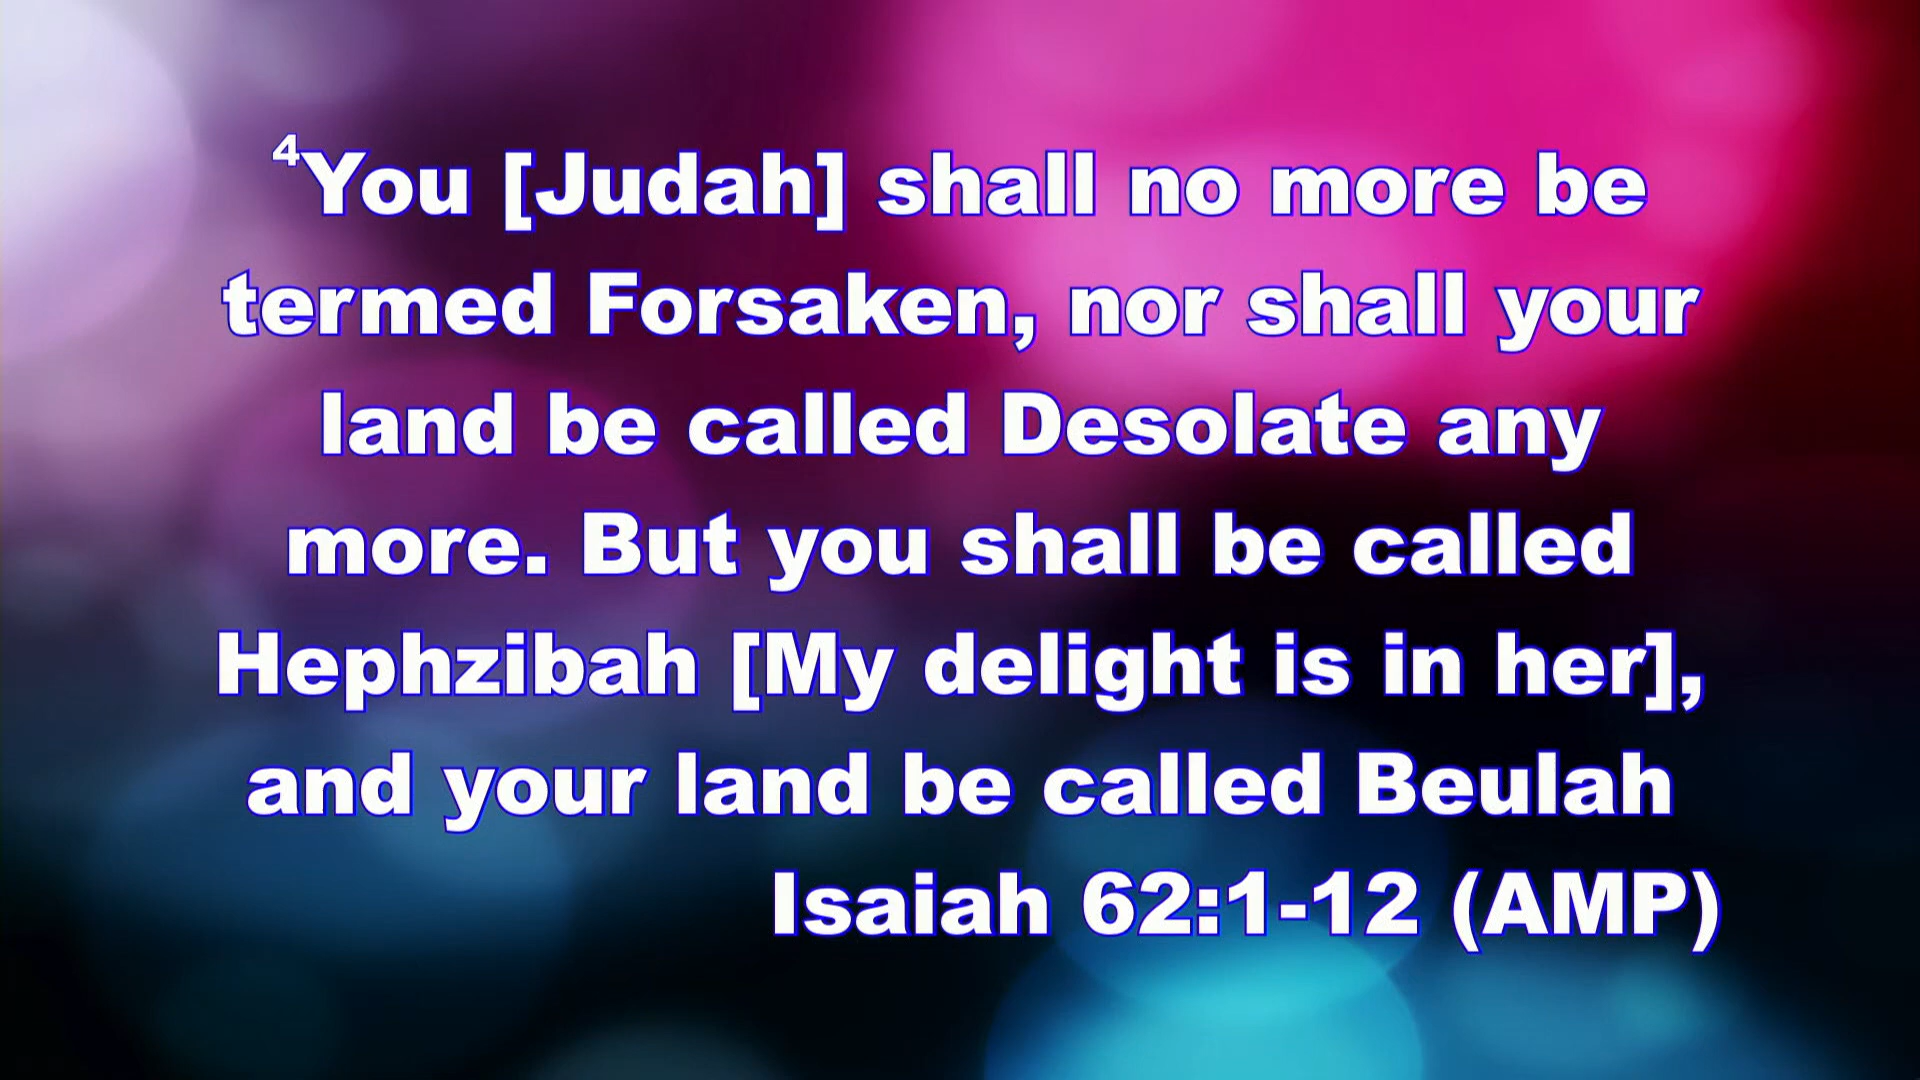 ⁴You [Judah] shall no more be
termed Forsaken, nor shall your
land be called Desolate any
more. But you shall be called
Hephzibah [My delight is in her],
and your land be called Beulah
Isaiah 62:1-12 (AMP)